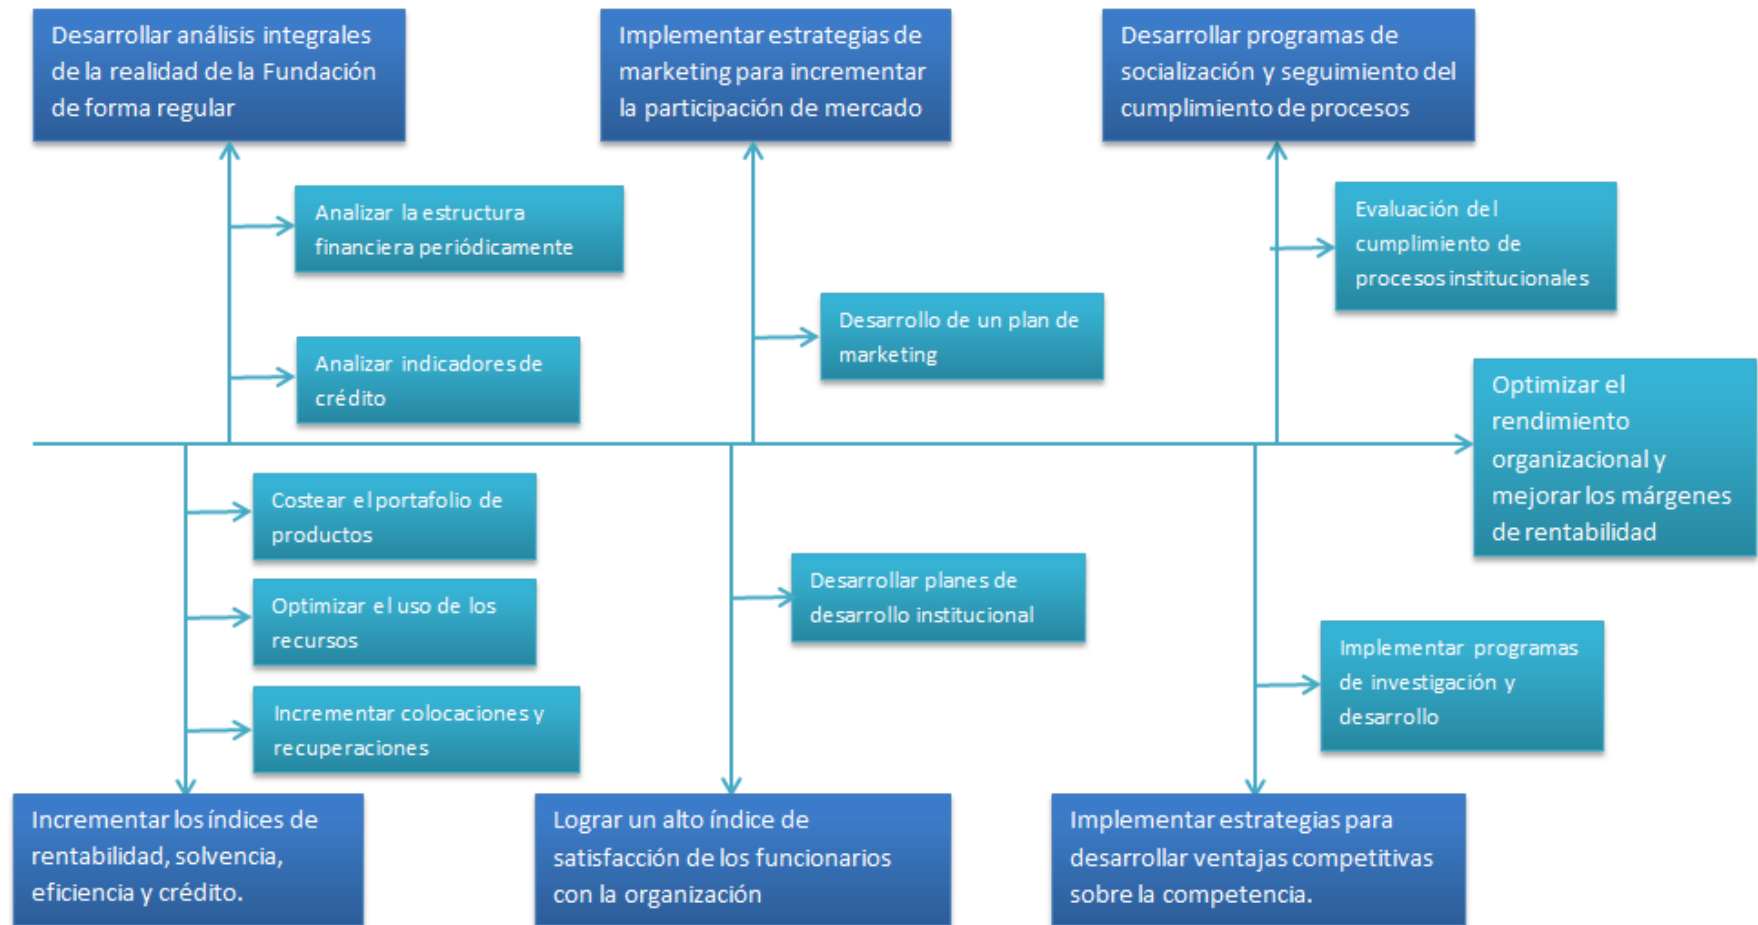 Desarrollar análisis integrales
de la realidad de la Fundación
de forma regular
Implementar estrategias de
marketing para incrementar
la participación de mercado
Desarrollar programas de
socialización y seguimiento del
cumplimiento de procesos
Analizar la estructura
financiera periódicamente
Evaluación del
cumplimiento de
procesos institucionales
Desarrollo de un plan de
marketing
Analizar indicadores de
crédito
Optimizar el
rendimiento
organizacional y
mejorar los márgenes
de rentabilidad
Costear el portafolio de
productos
Desarrollar planes de
desarrollo institucional
Optimizar el uso de los
recursos
Implementar programas
de investigación y
desarrollo
Incrementar colocaciones y
recuperaciones
Incrementar los índices de
rentabilidad, solvencia,
eficiencia y crédito.
Lograr un alto índice de
satisfacción de los funcionarios
con la organización
Implementar estrategias para
desarrollar ventajas competitivas
sobre la competencia.